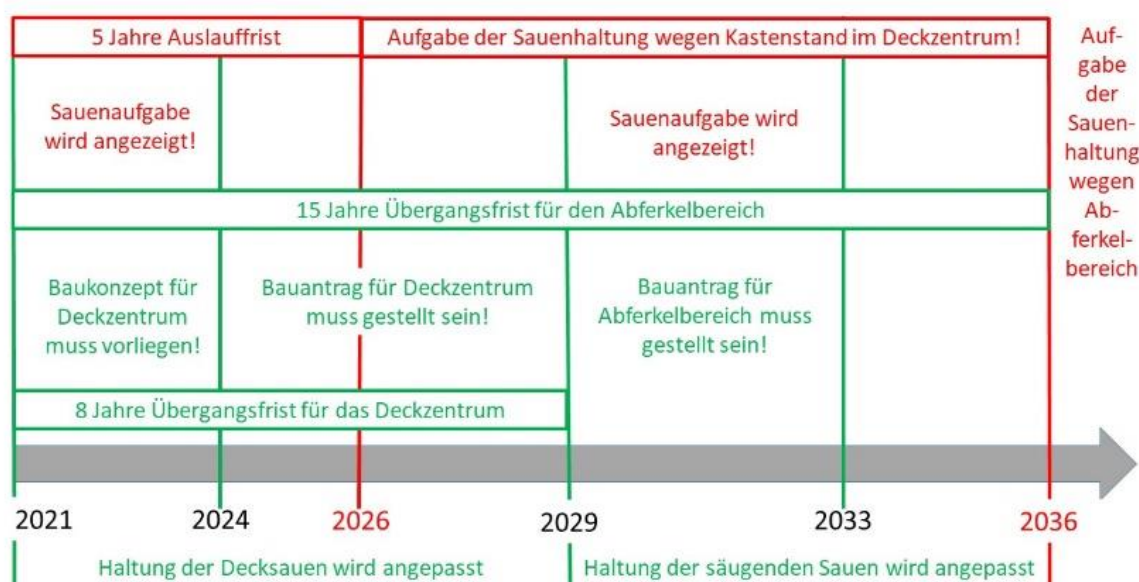 5 Jahre Auslauffrist
Aufgabe der Sauenhaltung wegen Kastenstand im Deckzentrum!
Auf-
gabe
der
Sauen-
haltung
wegen
Ab-
ferkel-
bereich
Sauenaufgabe
wird angezeigt!
Sauenaufgabe wird
angezeigt!
15 Jahre Übergangsfrist für den Abferkelbereich
Baukonzept für
Deckzentrum
muss vorliegen!
Bauantrag für Deckzentrum
muss gestellt sein!
Bauantrag für
Abferkelbereich muss
gestellt sein!
8 Jahre Übergangsfrist für das Deckzentrum
2021
2024
2026
2029
2033
2036
Haltung der Decksauen wird angepasst
Haltung der säugenden Sauen wird angepasst